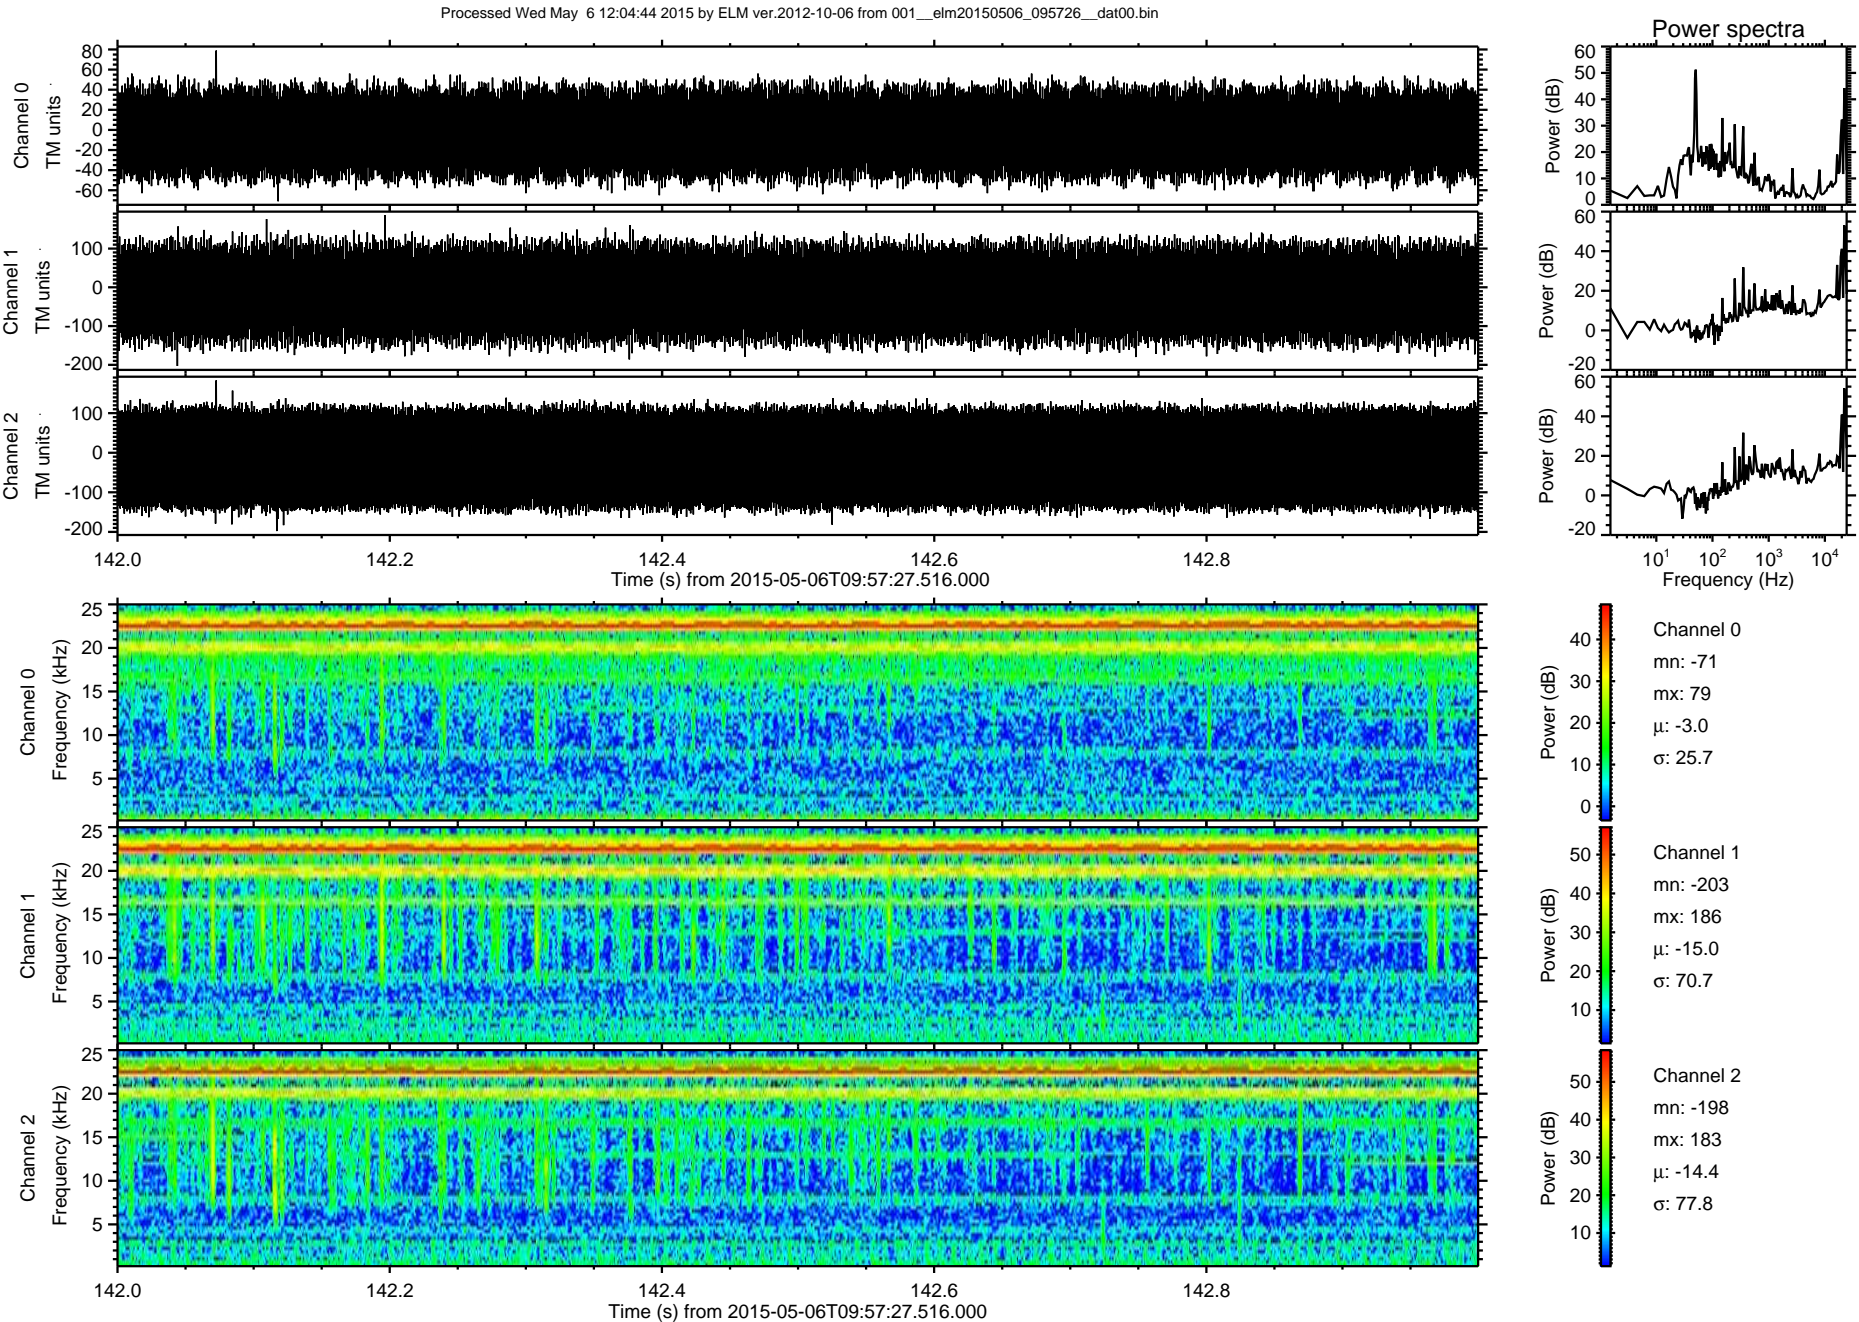 Processed Wed May  6 12:04:44 2015 by ELM ver.2012-10-06 from 001__elm20150506_095726__dat00.bin
Power spectra
Channel 0
TM units
80
60
40
20
0
-20
-40
-60
Power (dB)
60
50
40
30
20
10
0
Channel 1
TM units
100
0
-100
-200
Power (dB)
60
40
20
0
-20
Channel 2
TM units
100
0
-100
-200
Power (dB)
60
40
20
0
-20
142.0 142.2 142.4 142.6 142.8
Time (s) from 2015-05-06T09:57:27.516.000
10¹ 10² 10³ 10⁴
Frequency (Hz)
Channel 0
Frequency (kHz)
25
20
15
10
5
Power (dB)
40
30
20
10
0
Channel 0
mn: -71
mx: 79
μ: -3.0
σ: 25.7
Channel 1
Frequency (kHz)
25
20
15
10
5
Power (dB)
50
40
30
20
10
Channel 1
mn: -203
mx: 186
μ: -15.0
σ: 70.7
Channel 2
Frequency (kHz)
25
20
15
10
5
Power (dB)
50
40
30
20
10
Channel 2
mn: -198
mx: 183
μ: -14.4
σ: 77.8
142.0 142.2 142.4 142.6 142.8
Time (s) from 2015-05-06T09:57:27.516.000